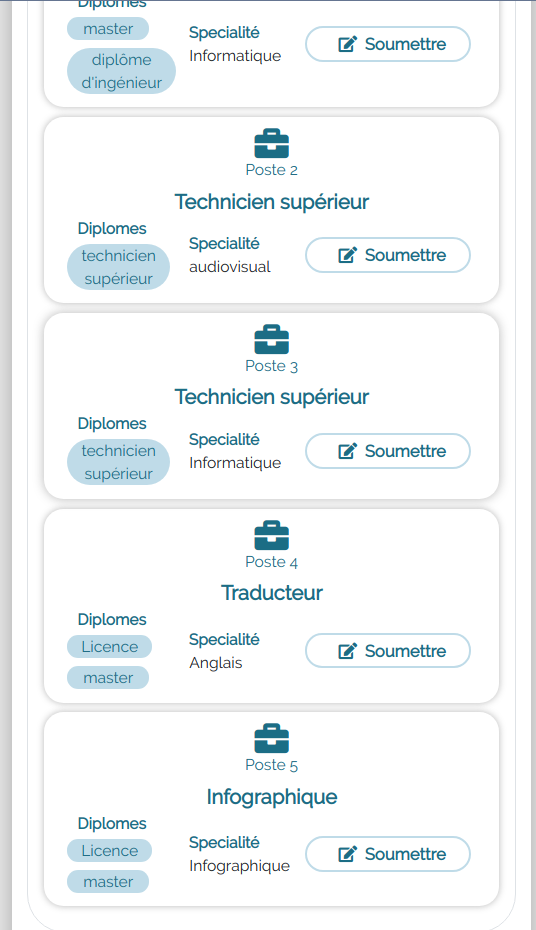 Diplomes
master
diplôme
d'ingénieur
Specialité
Informatique
Soumettre
Poste 2
Technicien supérieur
Diplomes
technicien
supérieur
Specialité
audiovisual
Soumettre
Poste 3
Technicien supérieur
Diplomes
technicien
supérieur
Specialité
Informatique
Soumettre
Poste 4
Traducteur
Diplomes
Licence
master
Specialité
Anglais
Soumettre
Poste 5
Infographique
Diplomes
Licence
master
Specialité
Infographique
Soumettre